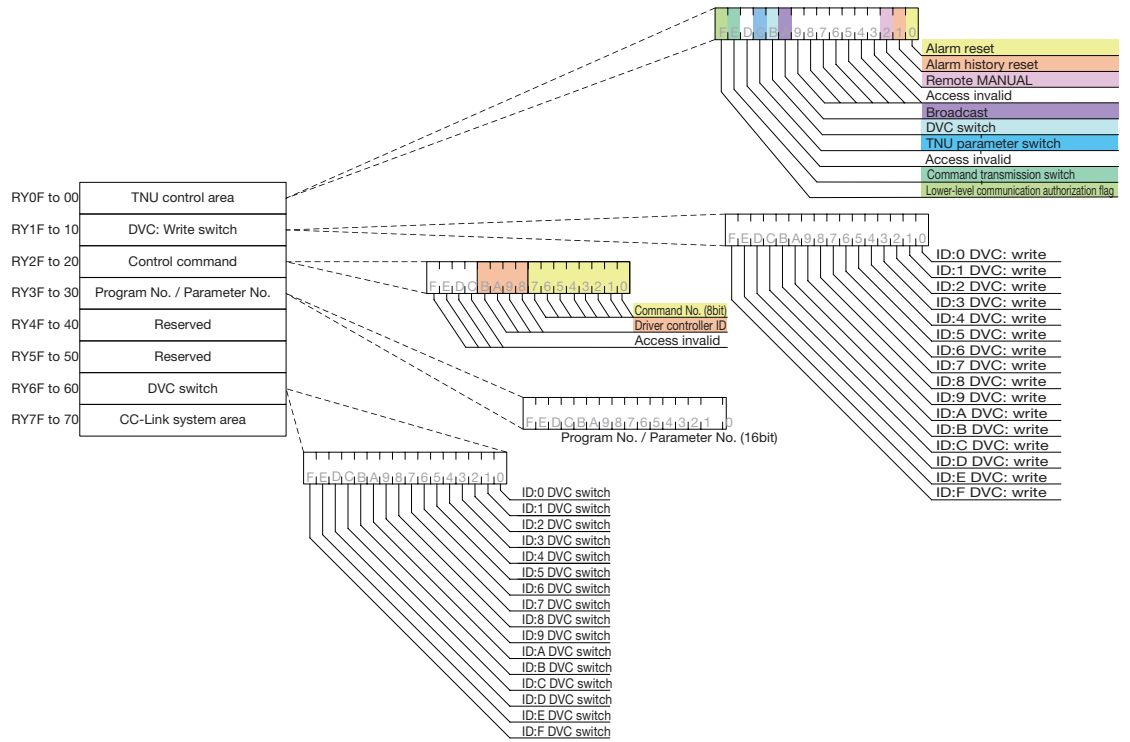 F E D C B A 9 8 7 6 5 4 3 2 1 0
Alarm reset
Alarm history reset
Remote MANUAL
Access invalid
Broadcast
DVC switch
TNU parameter switch
Access invalid
Command transmission switch
Lower-level communication authorization flag
RY0F to 00 TNU control area
RY1F to 10 DVC: Write switch
RY2F to 20 Control command
RY3F to 30 Program No. / Parameter No.
RY4F to 40 Reserved
RY5F to 50 Reserved
RY6F to 60 DVC switch
RY7F to 70 CC-Link system area
F E D C B A 9 8 7 6 5 4 3 2 1 0
ID:0 DVC: write
ID:1 DVC: write
ID:2 DVC: write
ID:3 DVC: write
ID:4 DVC: write
ID:5 DVC: write
ID:6 DVC: write
ID:7 DVC: write
ID:8 DVC: write
ID:9 DVC: write
ID:A DVC: write
ID:B DVC: write
ID:C DVC: write
ID:D DVC: write
ID:E DVC: write
ID:F DVC: write
F E D C B A 9 8 7 6 5 4 3 2 1 0
Command No. (8bit)
Driver controller ID
Access invalid
F E D C B A 9 8 7 6 5 4 3 2 1 0
Program No. / Parameter No. (16bit)
F E D C B A 9 8 7 6 5 4 3 2 1 0
ID:0 DVC switch
ID:1 DVC switch
ID:2 DVC switch
ID:3 DVC switch
ID:4 DVC switch
ID:5 DVC switch
ID:6 DVC switch
ID:7 DVC switch
ID:8 DVC switch
ID:9 DVC switch
ID:A DVC switch
ID:B DVC switch
ID:C DVC switch
ID:D DVC switch
ID:E DVC switch
ID:F DVC switch